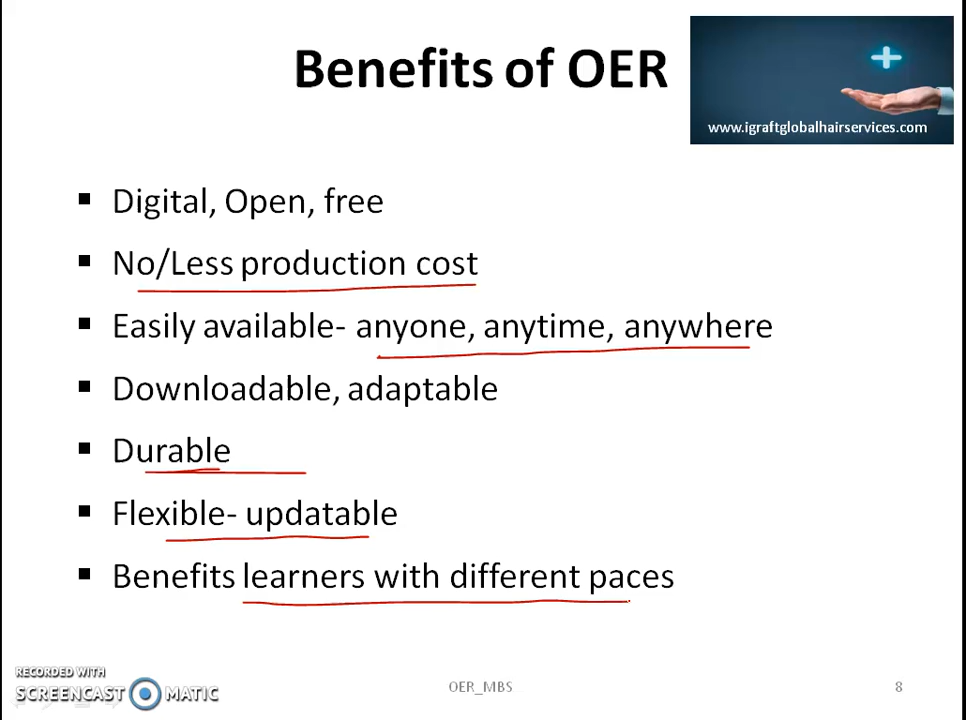 Benefits of OER
www.igraftglobalhairservices.com
Digital, Open, free
No/Less production cost
Easily available- anyone, anytime, anywhere
Downloadable, adaptable
Durable
Flexible- updatable
Benefits learners with different paces
RECORDED WITH
SCREENCAST MATIC
OER_MBS
8